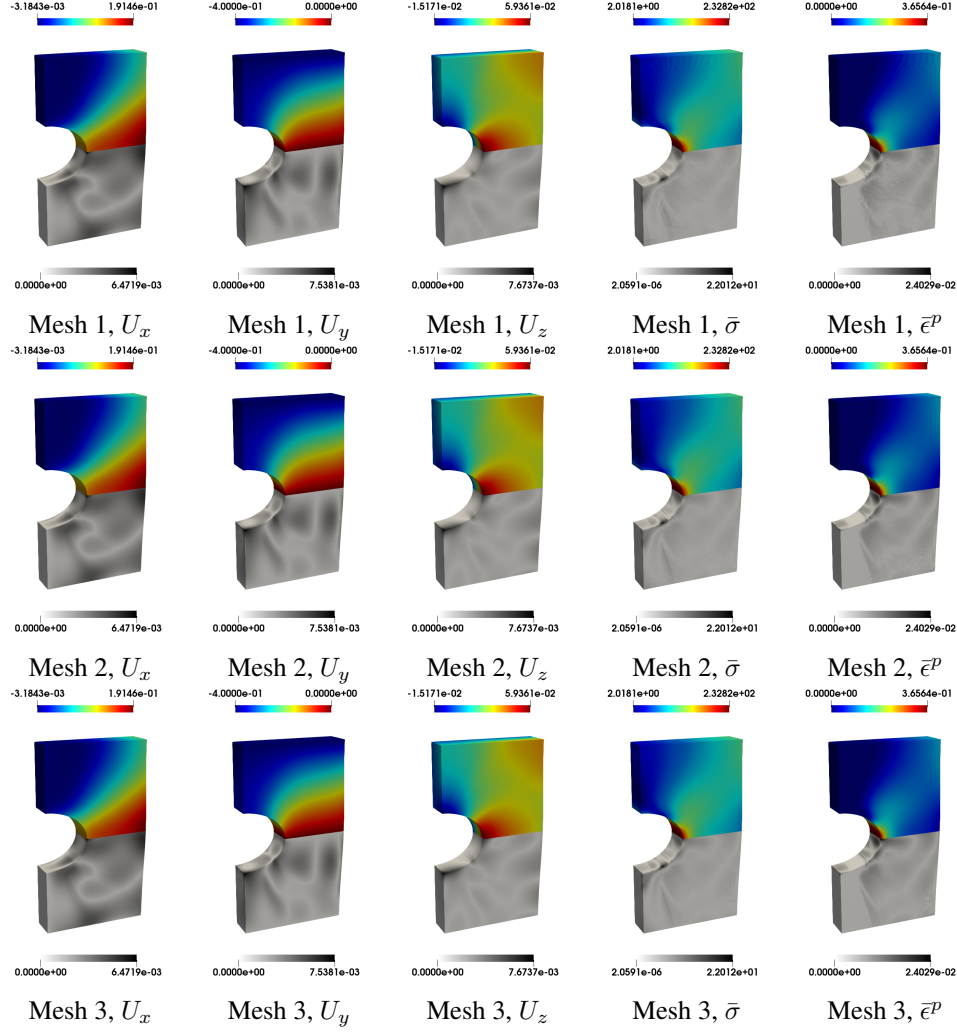 -3.1843e-03 1.9146e-01 -4.0000e-01 0.0000e+00 -1.5171e-02 5.9361e-02 2.0181e+00 2.3282e+02 0.0000e+00 3.6564e-01
0.0000e+00 6.4719e-03 0.0000e+00 7.5381e-03 0.0000e+00 7.6737e-03 2.0591e-06 2.2012e+01 0.0000e+00 2.4029e-02
Mesh 1, U_x Mesh 1, U_y Mesh 1, U_z Mesh 1, σ̄ Mesh 1, ε̄^p
-3.1843e-03 1.9146e-01 -4.0000e-01 0.0000e+00 -1.5171e-02 5.9361e-02 2.0181e+00 2.3282e+02 0.0000e+00 3.6564e-01
0.0000e+00 6.4719e-03 0.0000e+00 7.5381e-03 0.0000e+00 7.6737e-03 2.0591e-06 2.2012e+01 0.0000e+00 2.4029e-02
Mesh 2, U_x Mesh 2, U_y Mesh 2, U_z Mesh 2, σ̄ Mesh 2, ε̄^p
-3.1843e-03 1.9146e-01 -4.0000e-01 0.0000e+00 -1.5171e-02 5.9361e-02 2.0181e+00 2.3282e+02 0.0000e+00 3.6564e-01
0.0000e+00 6.4719e-03 0.0000e+00 7.5381e-03 0.0000e+00 7.6737e-03 2.0591e-06 2.2012e+01 0.0000e+00 2.4029e-02
Mesh 3, U_x Mesh 3, U_y Mesh 3, U_z Mesh 3, σ̄ Mesh 3, ε̄^p